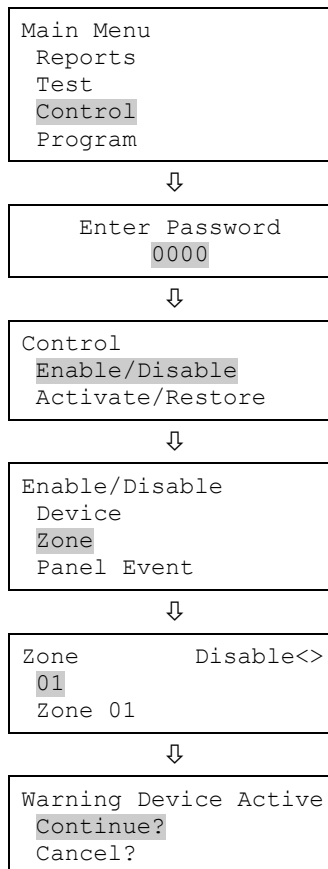 Main Menu
Reports
Test
Control
Program
⇩
Enter Password
0000
⇩
Control
Enable/Disable
Activate/Restore
⇩
Enable/Disable
Device
Zone
Panel Event
⇩
Zone Disable<>
01
Zone 01
⇩
Warning Device Active
Continue?
Cancel?